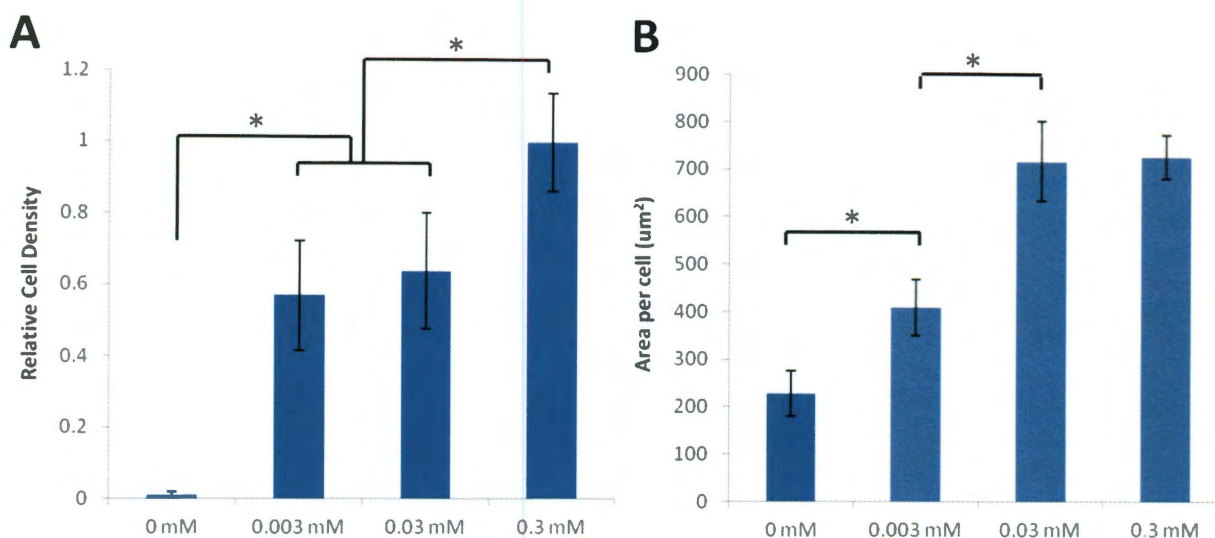 A
*
*
1.2
1
0.8
0.6
0.4
0.2
0
Relative Cell Density
0 mM
0.003 mM
0.03 mM
0.3 mM
B
*
*
900
800
700
600
500
400
300
200
100
0
Area per cell (um²)
0 mM
0.003 mM
0.03 mM
0.3 mM